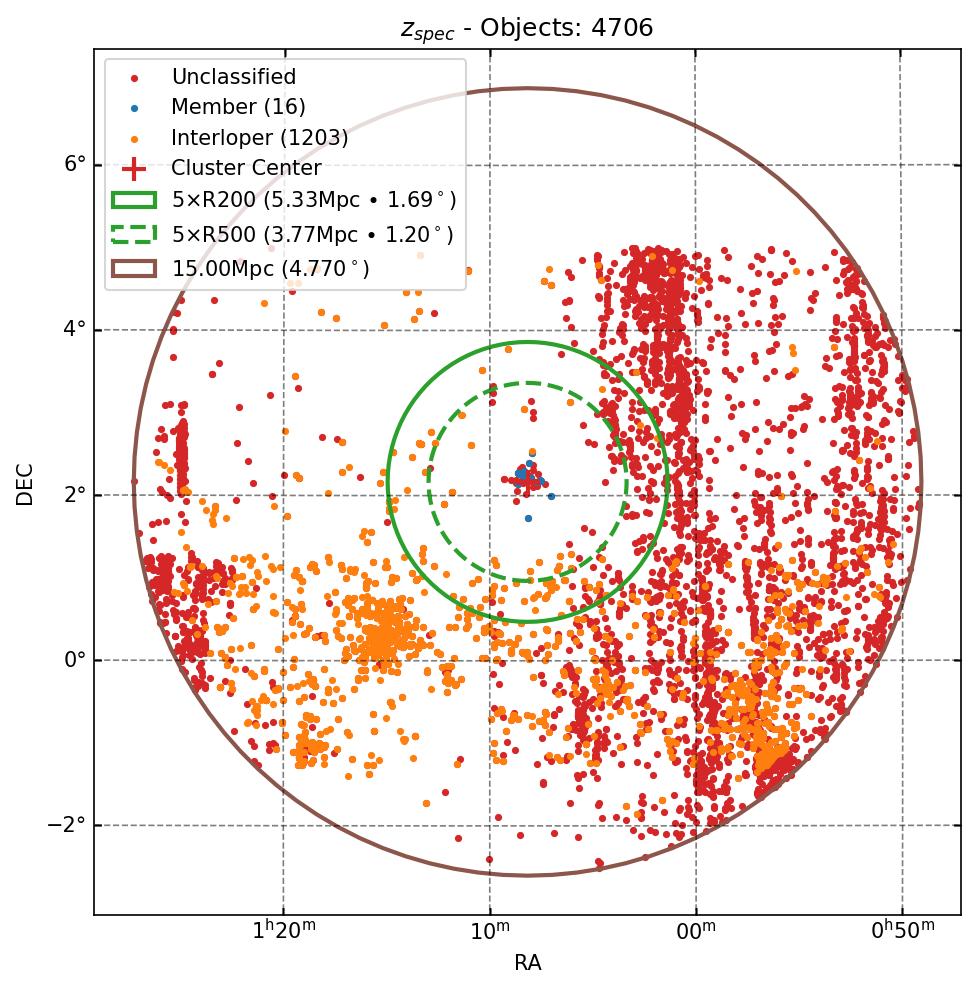 z_spec - Objects: 4706
Unclassified
Member (16)
Interloper (1203)
Cluster Center
5×R200 (5.33Mpc • 1.69°)
5×R500 (3.77Mpc • 1.20°)
15.00Mpc (4.770°)
6°
4°
2°
0°
−2°
DEC
1ʰ20ᵐ 10ᵐ 00ᵐ 0ʰ50ᵐ
RA